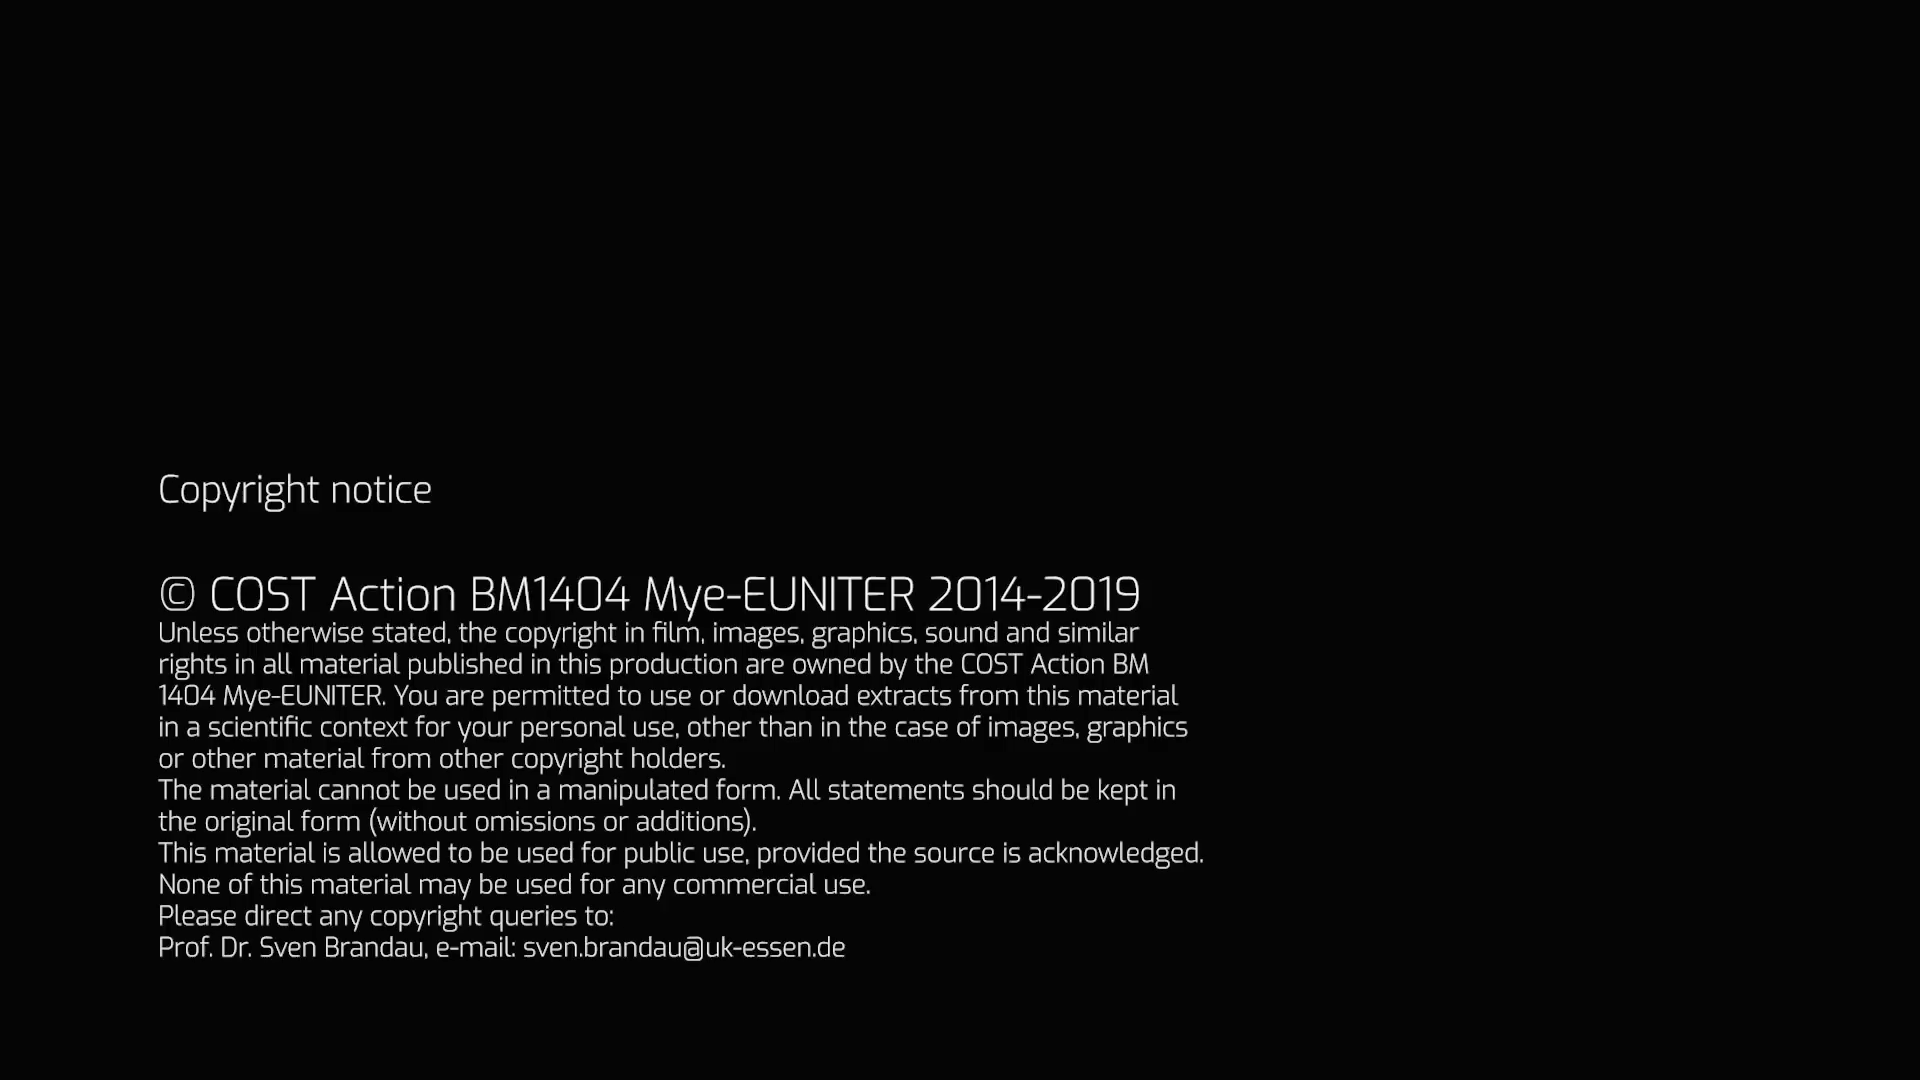 Copyright notice
© COST Action BM1404 Mye-EUNITER 2014-2019
Unless otherwise stated, the copyright in film, images, graphics, sound and similar
rights in all material published in this production are owned by the COST Action BM
1404 Mye-EUNITER. You are permitted to use or download extracts from this material
in a scientific context for your personal use, other than in the case of images, graphics
or other material from other copyright holders.
The material cannot be used in a manipulated form. All statements should be kept in
the original form (without omissions or additions).
This material is allowed to be used for public use, provided the source is acknowledged.
None of this material may be used for any commercial use.
Please direct any copyright queries to:
Prof. Dr. Sven Brandau, e-mail: sven.brandau@uk-essen.de